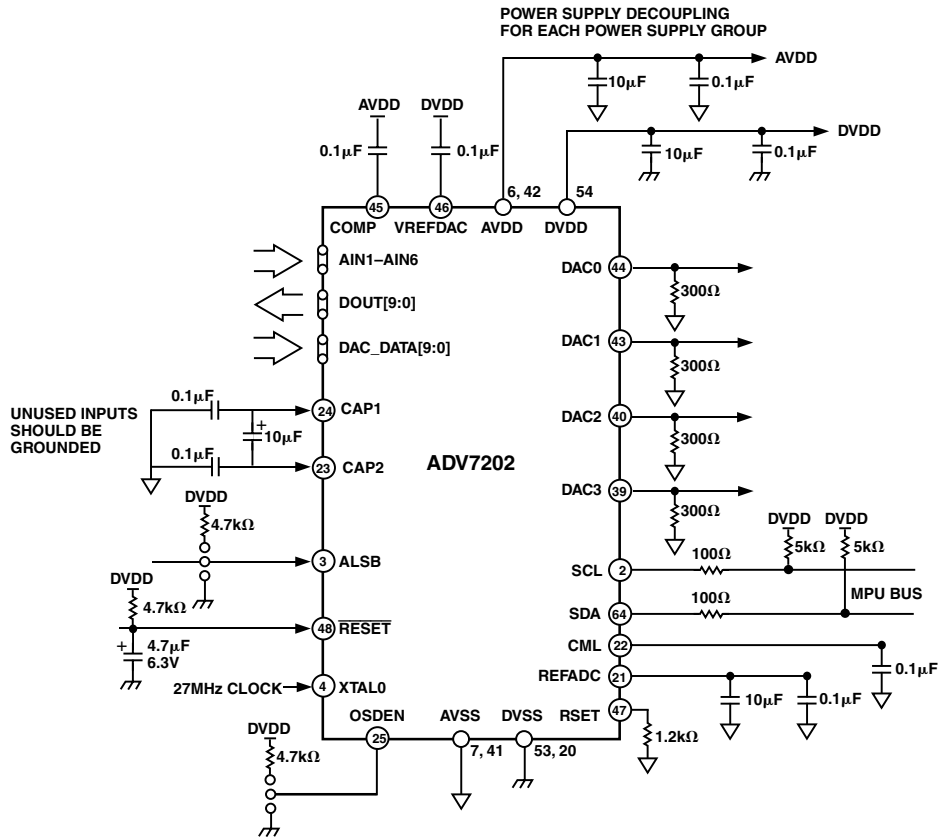 POWER SUPPLY DECOUPLING
FOR EACH POWER SUPPLY GROUP
AVDD
10μF
0.1μF
AVDD
DVDD
DVDD
0.1μF
0.1μF
10μF
0.1μF
6, 42
54
45
46
COMP
VREFDAC
AVDD
DVDD
AIN1–AIN6
DAC0
44
300Ω
DOUT[9:0]
DAC_DATA[9:0]
DAC1
43
300Ω
0.1μF
UNUSED INPUTS
SHOULD BE
GROUNDED
24
CAP1
+
10μF
DAC2
40
300Ω
0.1μF
23
CAP2
ADV7202
DAC3
39
300Ω
DVDD
4.7kΩ
DVDD
DVDD
5kΩ
5kΩ
3
ALSB
SCL
2
100Ω
MPU BUS
DVDD
4.7kΩ
SDA
64
100Ω
48
RESET
+
4.7μF
6.3V
CML
22
0.1μF
27MHz CLOCK
4
XTAL0
REFADC
21
10μF
0.1μF
OSDEN
AVSS
DVSS
RSET
47
1.2kΩ
25
7, 41
53, 20
DVDD
4.7kΩ